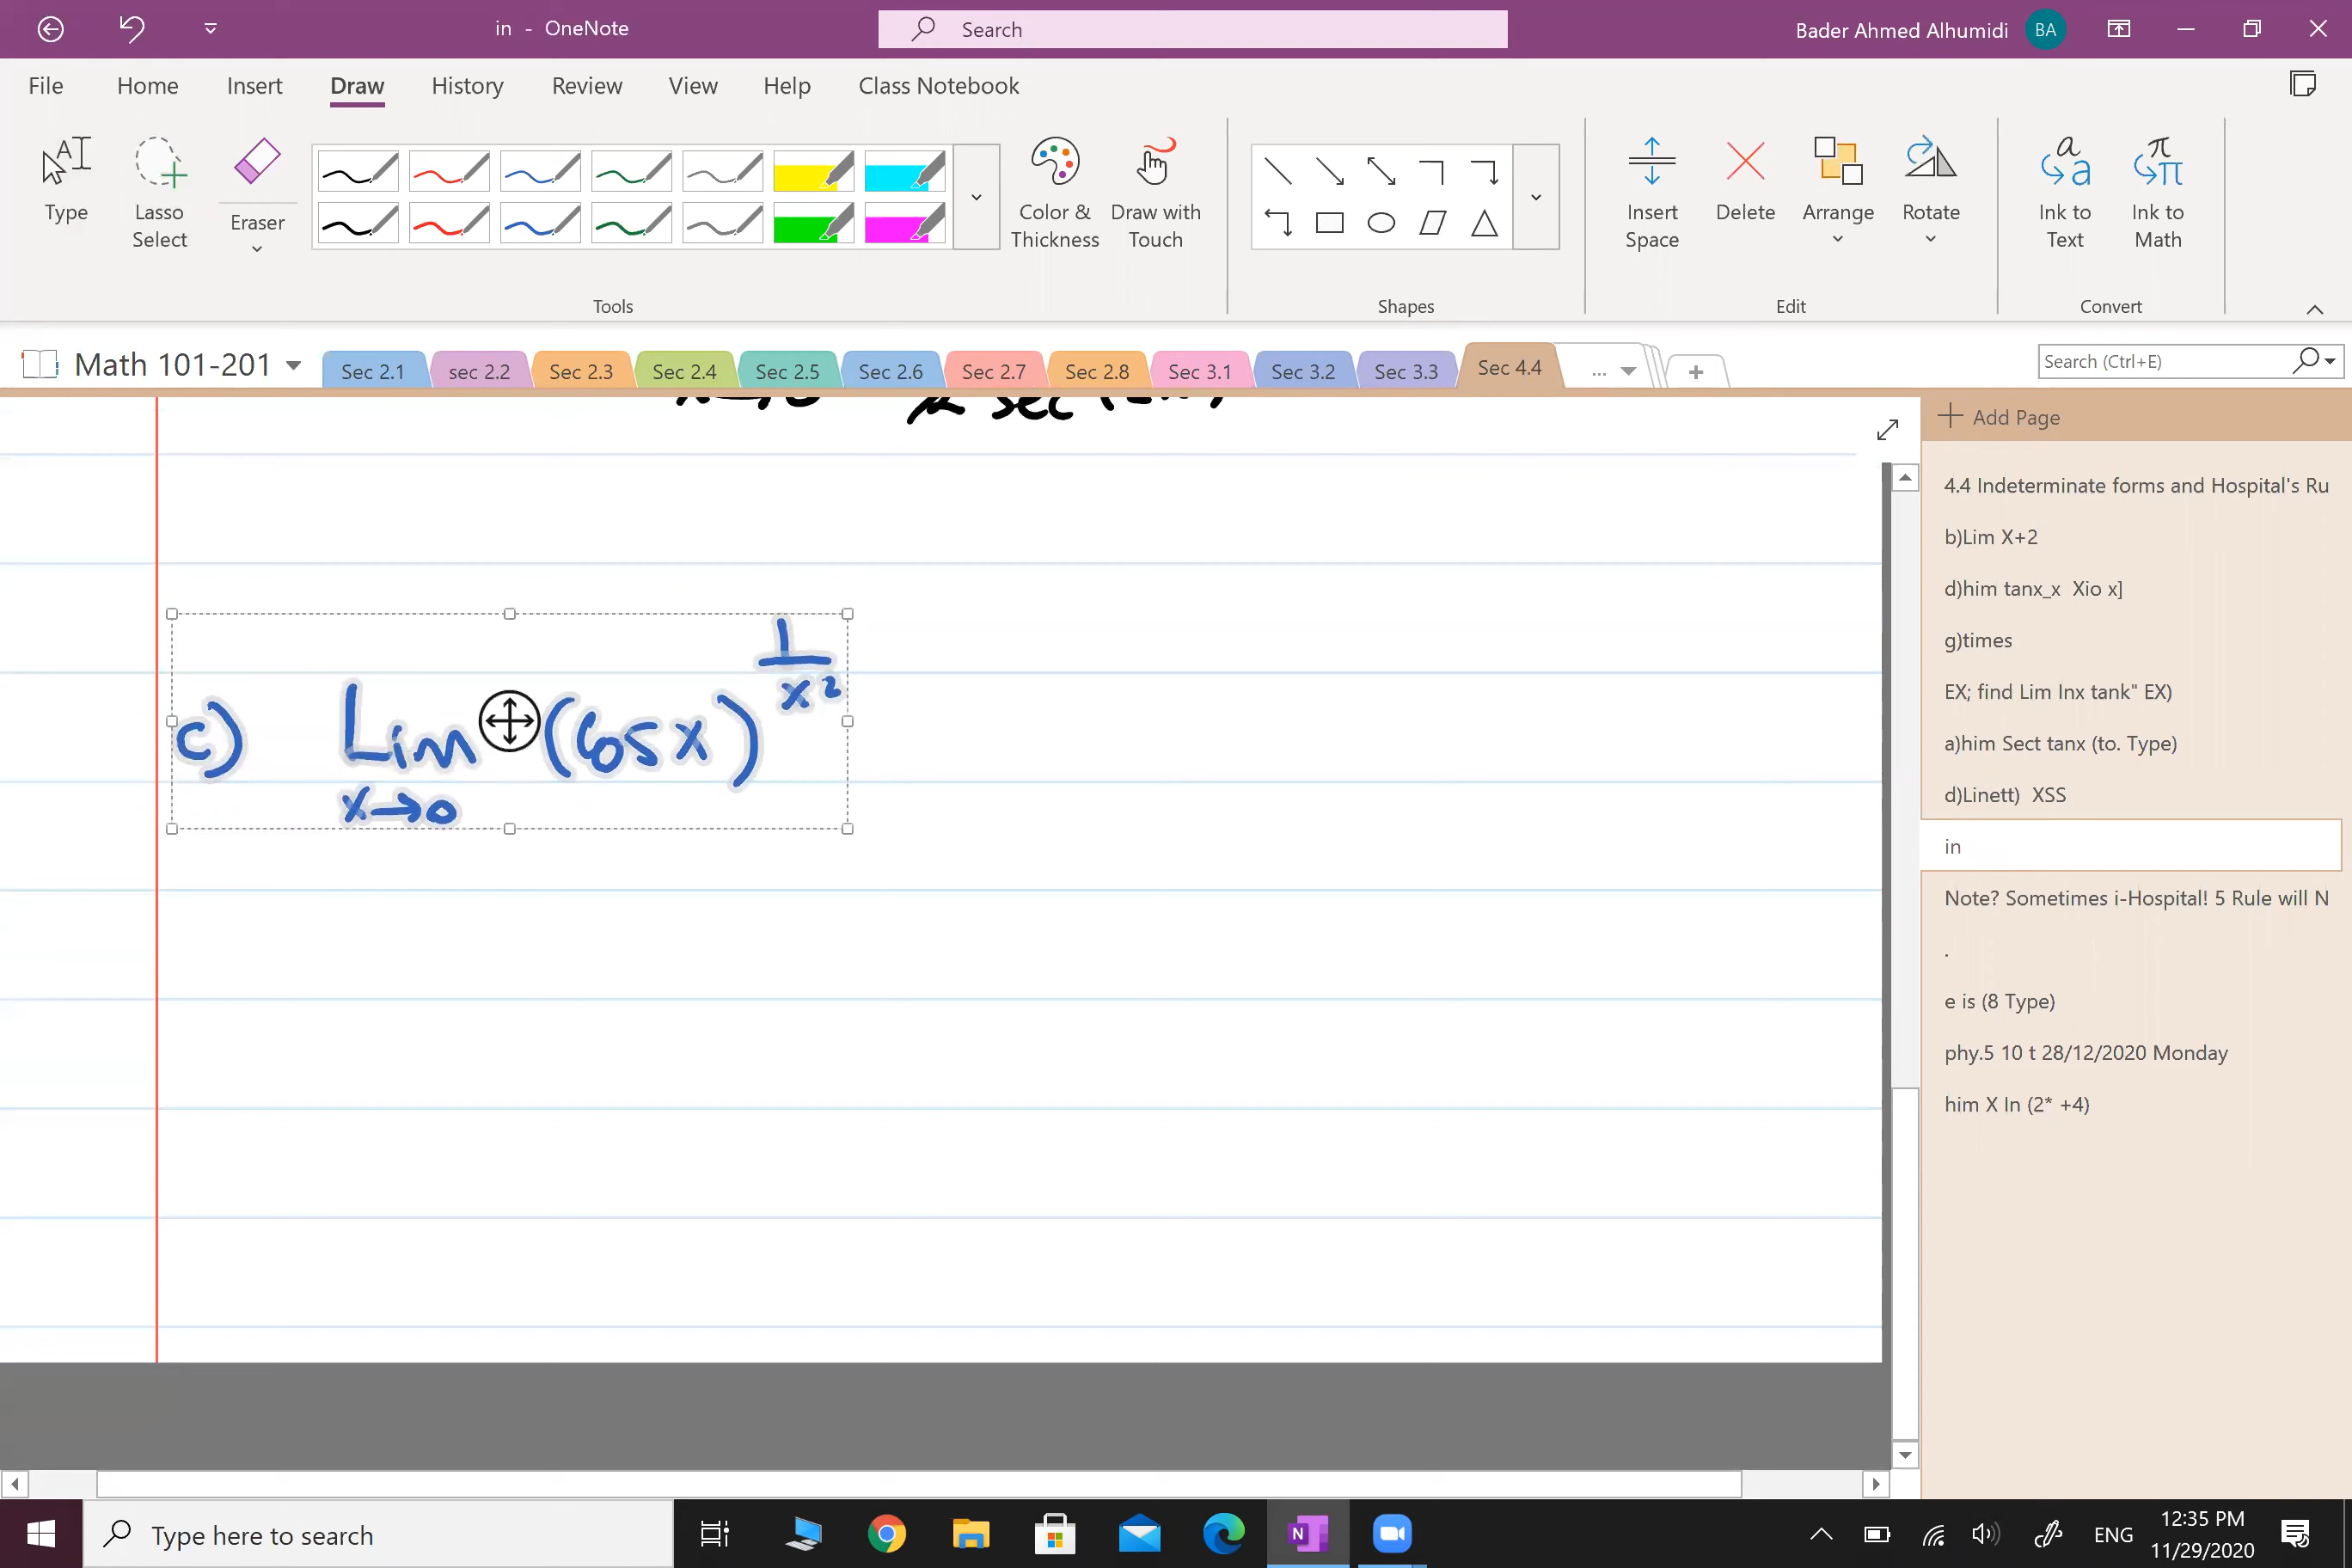 in - OneNote
Search
Bader Ahmed Alhumidi BA
File Home Insert Draw History Review View Help Class Notebook
Type
Lasso Select
Eraser
Color & Thickness
Draw with Touch
Insert Space
Delete
Arrange
Rotate
Ink to Text
Ink to Math
Tools Shapes Edit Convert
Math 101-201 Sec 2.1 sec 2.2 Sec 2.3 Sec 2.4 Sec 2.5 Sec 2.6 Sec 2.7 Sec 2.8 Sec 3.1 Sec 3.2 Sec 3.3 Sec 4.4 ... Search (Ctrl+E)
sec
Add Page
4.4 Indeterminate forms and Hospital's Ru
b)Lim X+2
d)him tanx_x Xio x]
g)times
EX; find Lim Inx tank" EX)
a)him Sect tanx (to. Type)
d)Linett) XSS
in
Note? Sometimes i-Hospital! 5 Rule will N
.
e is (8 Type)
phy.5 10 t 28/12/2020 Monday
him X In (2* +4)
c) Lim (Cos x)^(1/x²)
x→0
Type here to search
ENG
12:35 PM
11/29/2020